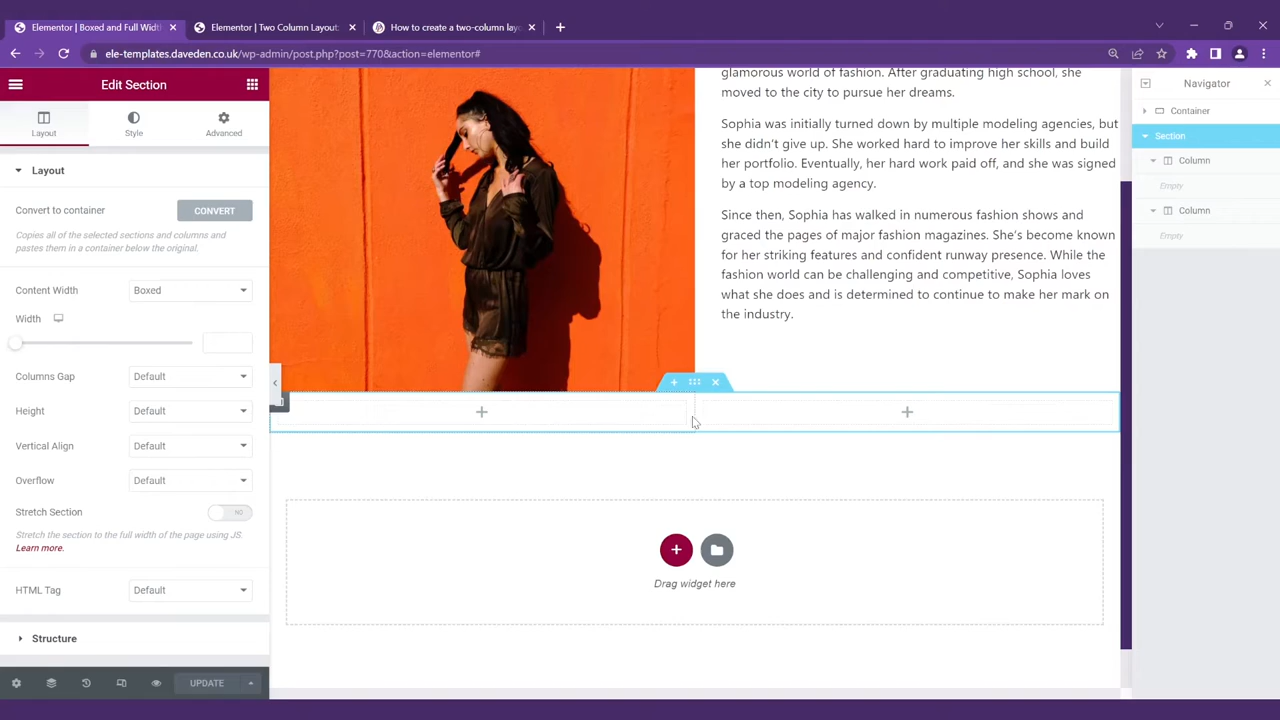 Elementor | Boxed and Full Width
Elementor | Two Column Layout:
How to create a two-column layo
ele-templates.daveden.co.uk/wp-admin/post.php?post=770&action=elementor#
Edit Section
Layout
Style
Advanced
Layout
Convert to container
CONVERT
Copies all of the selected sections and columns and
pastes them in a container below the original.
Content Width
Boxed
Width
Columns Gap
Default
Height
Default
Vertical Align
Default
Overflow
Default
Stretch Section
NO
Stretch the section to the full width of the page using JS.
Learn more.
HTML Tag
Default
Structure
UPDATE
glamorous world of fashion. After graduating high school, she
moved to the city to pursue her dreams.
Sophia was initially turned down by multiple modeling agencies, but
she didn't give up. She worked hard to improve her skills and build
her portfolio. Eventually, her hard work paid off, and she was signed
by a top modeling agency.
Since then, Sophia has walked in numerous fashion shows and
graced the pages of major fashion magazines. She's become known
for her striking features and confident runway presence. While the
fashion world can be challenging and competitive, Sophia loves
what she does and is determined to continue to make her mark on
the industry.
Drag widget here
Navigator
Container
Section
Column
Empty
Column
Empty